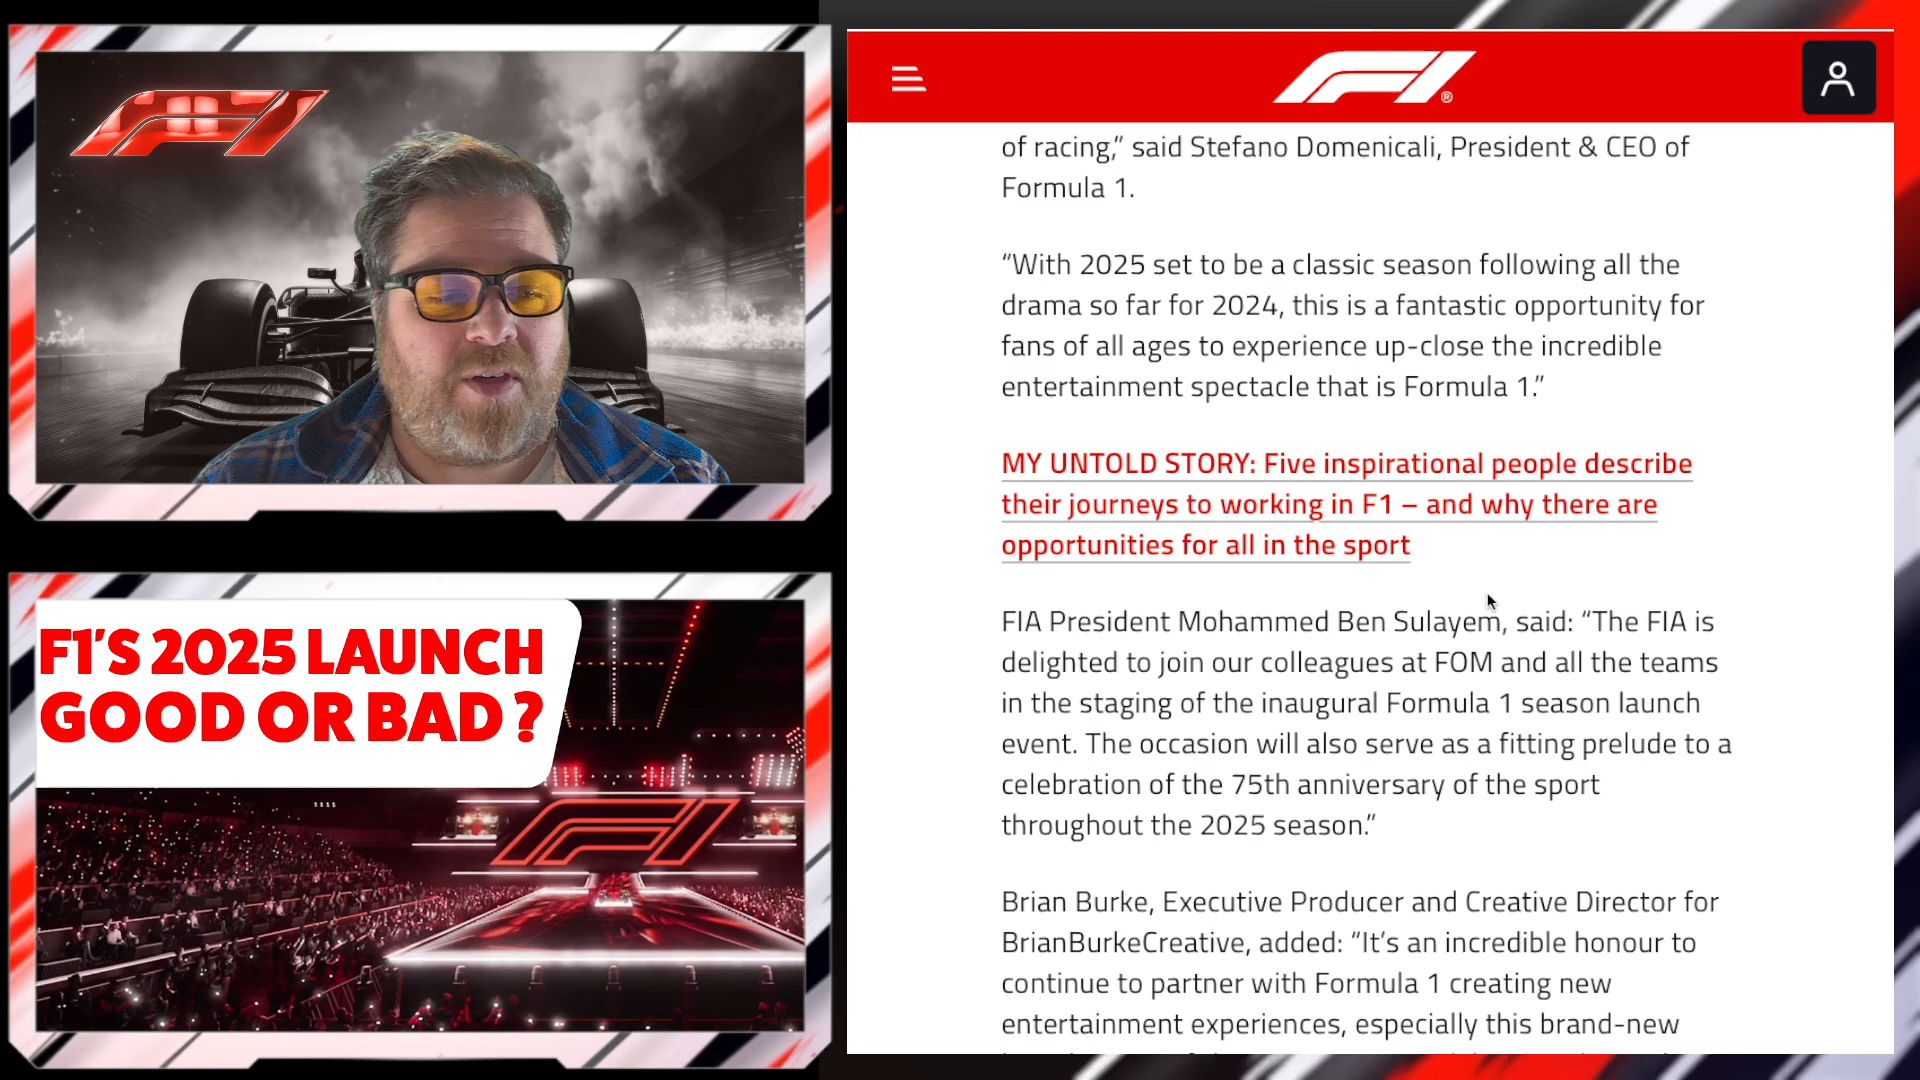 F1
F1'S 2025 LAUNCH
GOOD OR BAD ?
F1
F1®
of racing,” said Stefano Domenicali, President & CEO of
Formula 1.
“With 2025 set to be a classic season following all the
drama so far for 2024, this is a fantastic opportunity for
fans of all ages to experience up-close the incredible
entertainment spectacle that is Formula 1.”
MY UNTOLD STORY: Five inspirational people describe
their journeys to working in F1 – and why there are
opportunities for all in the sport
FIA President Mohammed Ben Sulayem, said: “The FIA is
delighted to join our colleagues at FOM and all the teams
in the staging of the inaugural Formula 1 season launch
event. The occasion will also serve as a fitting prelude to a
celebration of the 75th anniversary of the sport
throughout the 2025 season.”
Brian Burke, Executive Producer and Creative Director for
BrianBurkeCreative, added: “It’s an incredible honour to
continue to partner with Formula 1 creating new
entertainment experiences, especially this brand-new